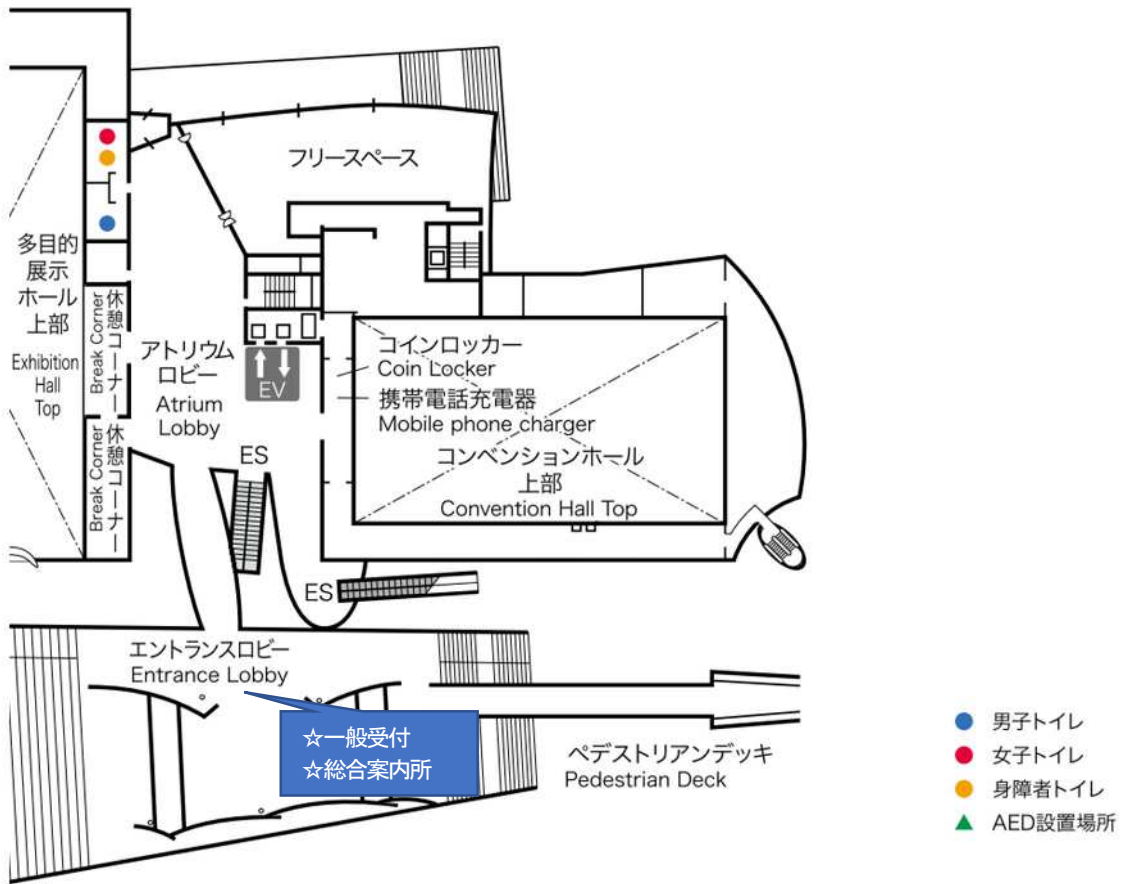 フリースペース
多目的
展示
ホール
上部
Exhibition
Hall
Top
休憩コーナー
Break Corner
休憩コーナー
Break Corner
アトリウム
ロビー
Atrium
Lobby
EV
コインロッカー
Coin Locker
携帯電話充電器
Mobile phone charger
コンベンションホール
上部
Convention Hall Top
ES
ES
エントランスロビー
Entrance Lobby
☆一般受付
☆総合案内所
ペデストリアンデッキ
Pedestrian Deck
男子トイレ
女子トイレ
身障者トイレ
AED設置場所